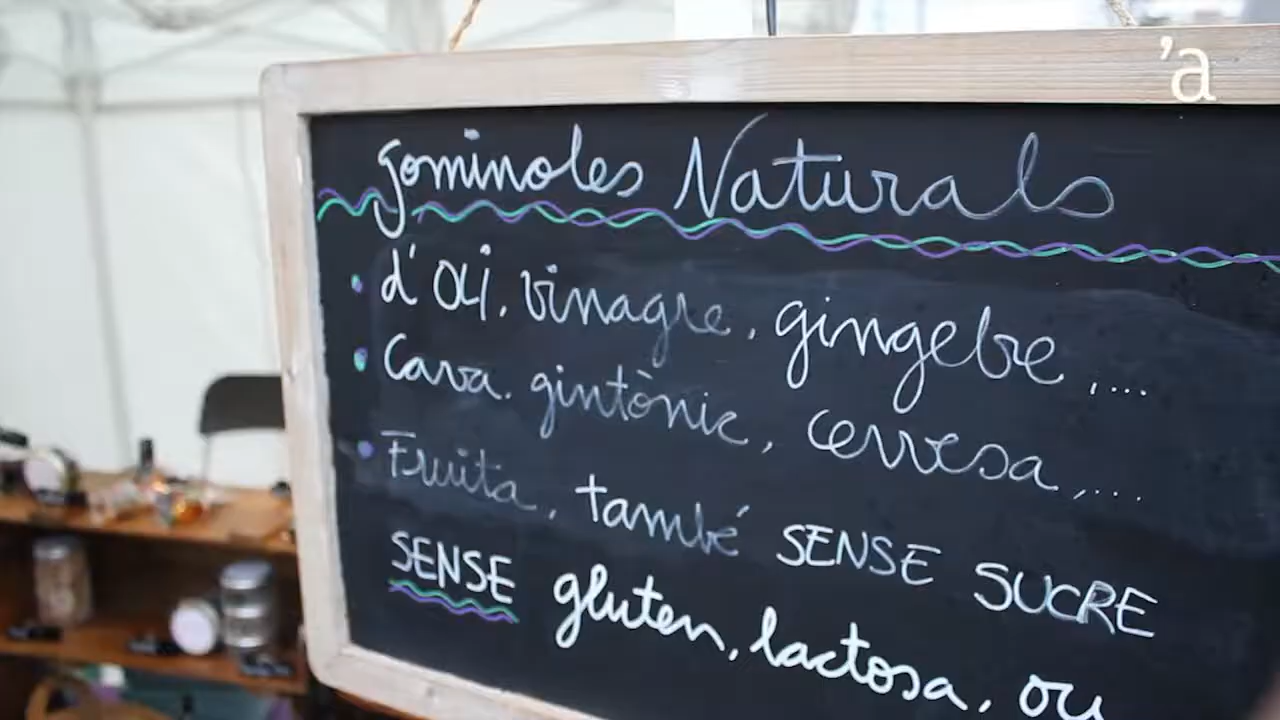 'a
gominoles Naturals
• d'Oli, vinagre, gingebre,....
• Cava, gintònic, cervesa,....
• Fruita, també SENSE SUCRE
SENSE gluten, lactosa, ou